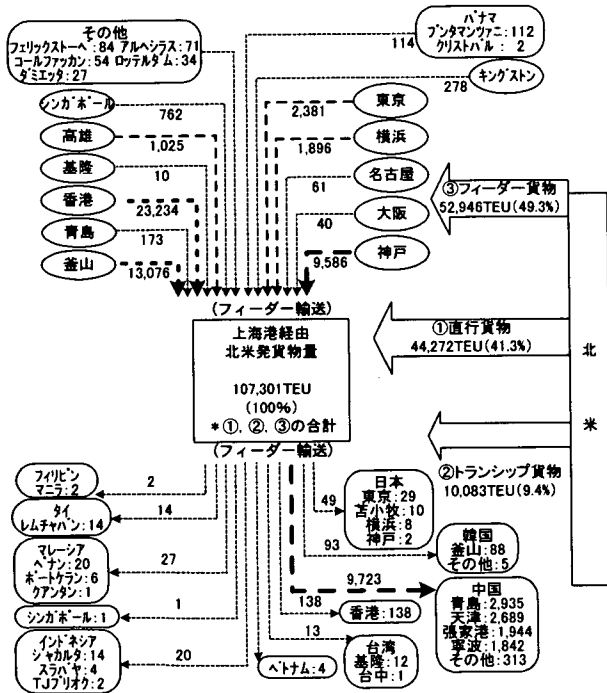 その他
フェリックストーベ:84 アルヘシラス:71
コールファッカン:54 ロッテルダム:34
ダミエッタ:27
パナマ
プンタマンツァニ:112
クリストバル: 2
114
キングストン
278
シンガポール
762
東京
2,381
高雄
1,025
横浜
1,896
基隆
10
名古屋
61
香港
23,234
大阪
40
青島
173
神戸
9,586
釜山
13,076
③フィーダー貨物
52,946TEU(49.3%)
(フィーダー輸送)
上海港経由
北米発貨物量
107,301TEU
(100%)
*①, ②, ③の合計
(フィーダー輸送)
①直行貨物
44,272TEU(41.3%)
北
米
②トランシップ貨物
10,083TEU(9.4%)
フィリピン
マニラ:2
2
タイ
レムチャバン:14
14
マレーシア
ペナン:20
ポートケラン:6
クアンタン:1
27
シンガポール:1
1
インドネシア
ジャカルタ:14
スラバヤ:4
TJプリオク:2
20
ベトナム:4
49
日本
東京:29
苫小牧:10
横浜:8
神戸:2
93
韓国
釜山:88
その他:5
9,723
中国
青島:2,935
天津:2,689
張家港:1,944
寧波:1,842
その他:313
138
香港:138
13
台湾
基隆:12
台中:1